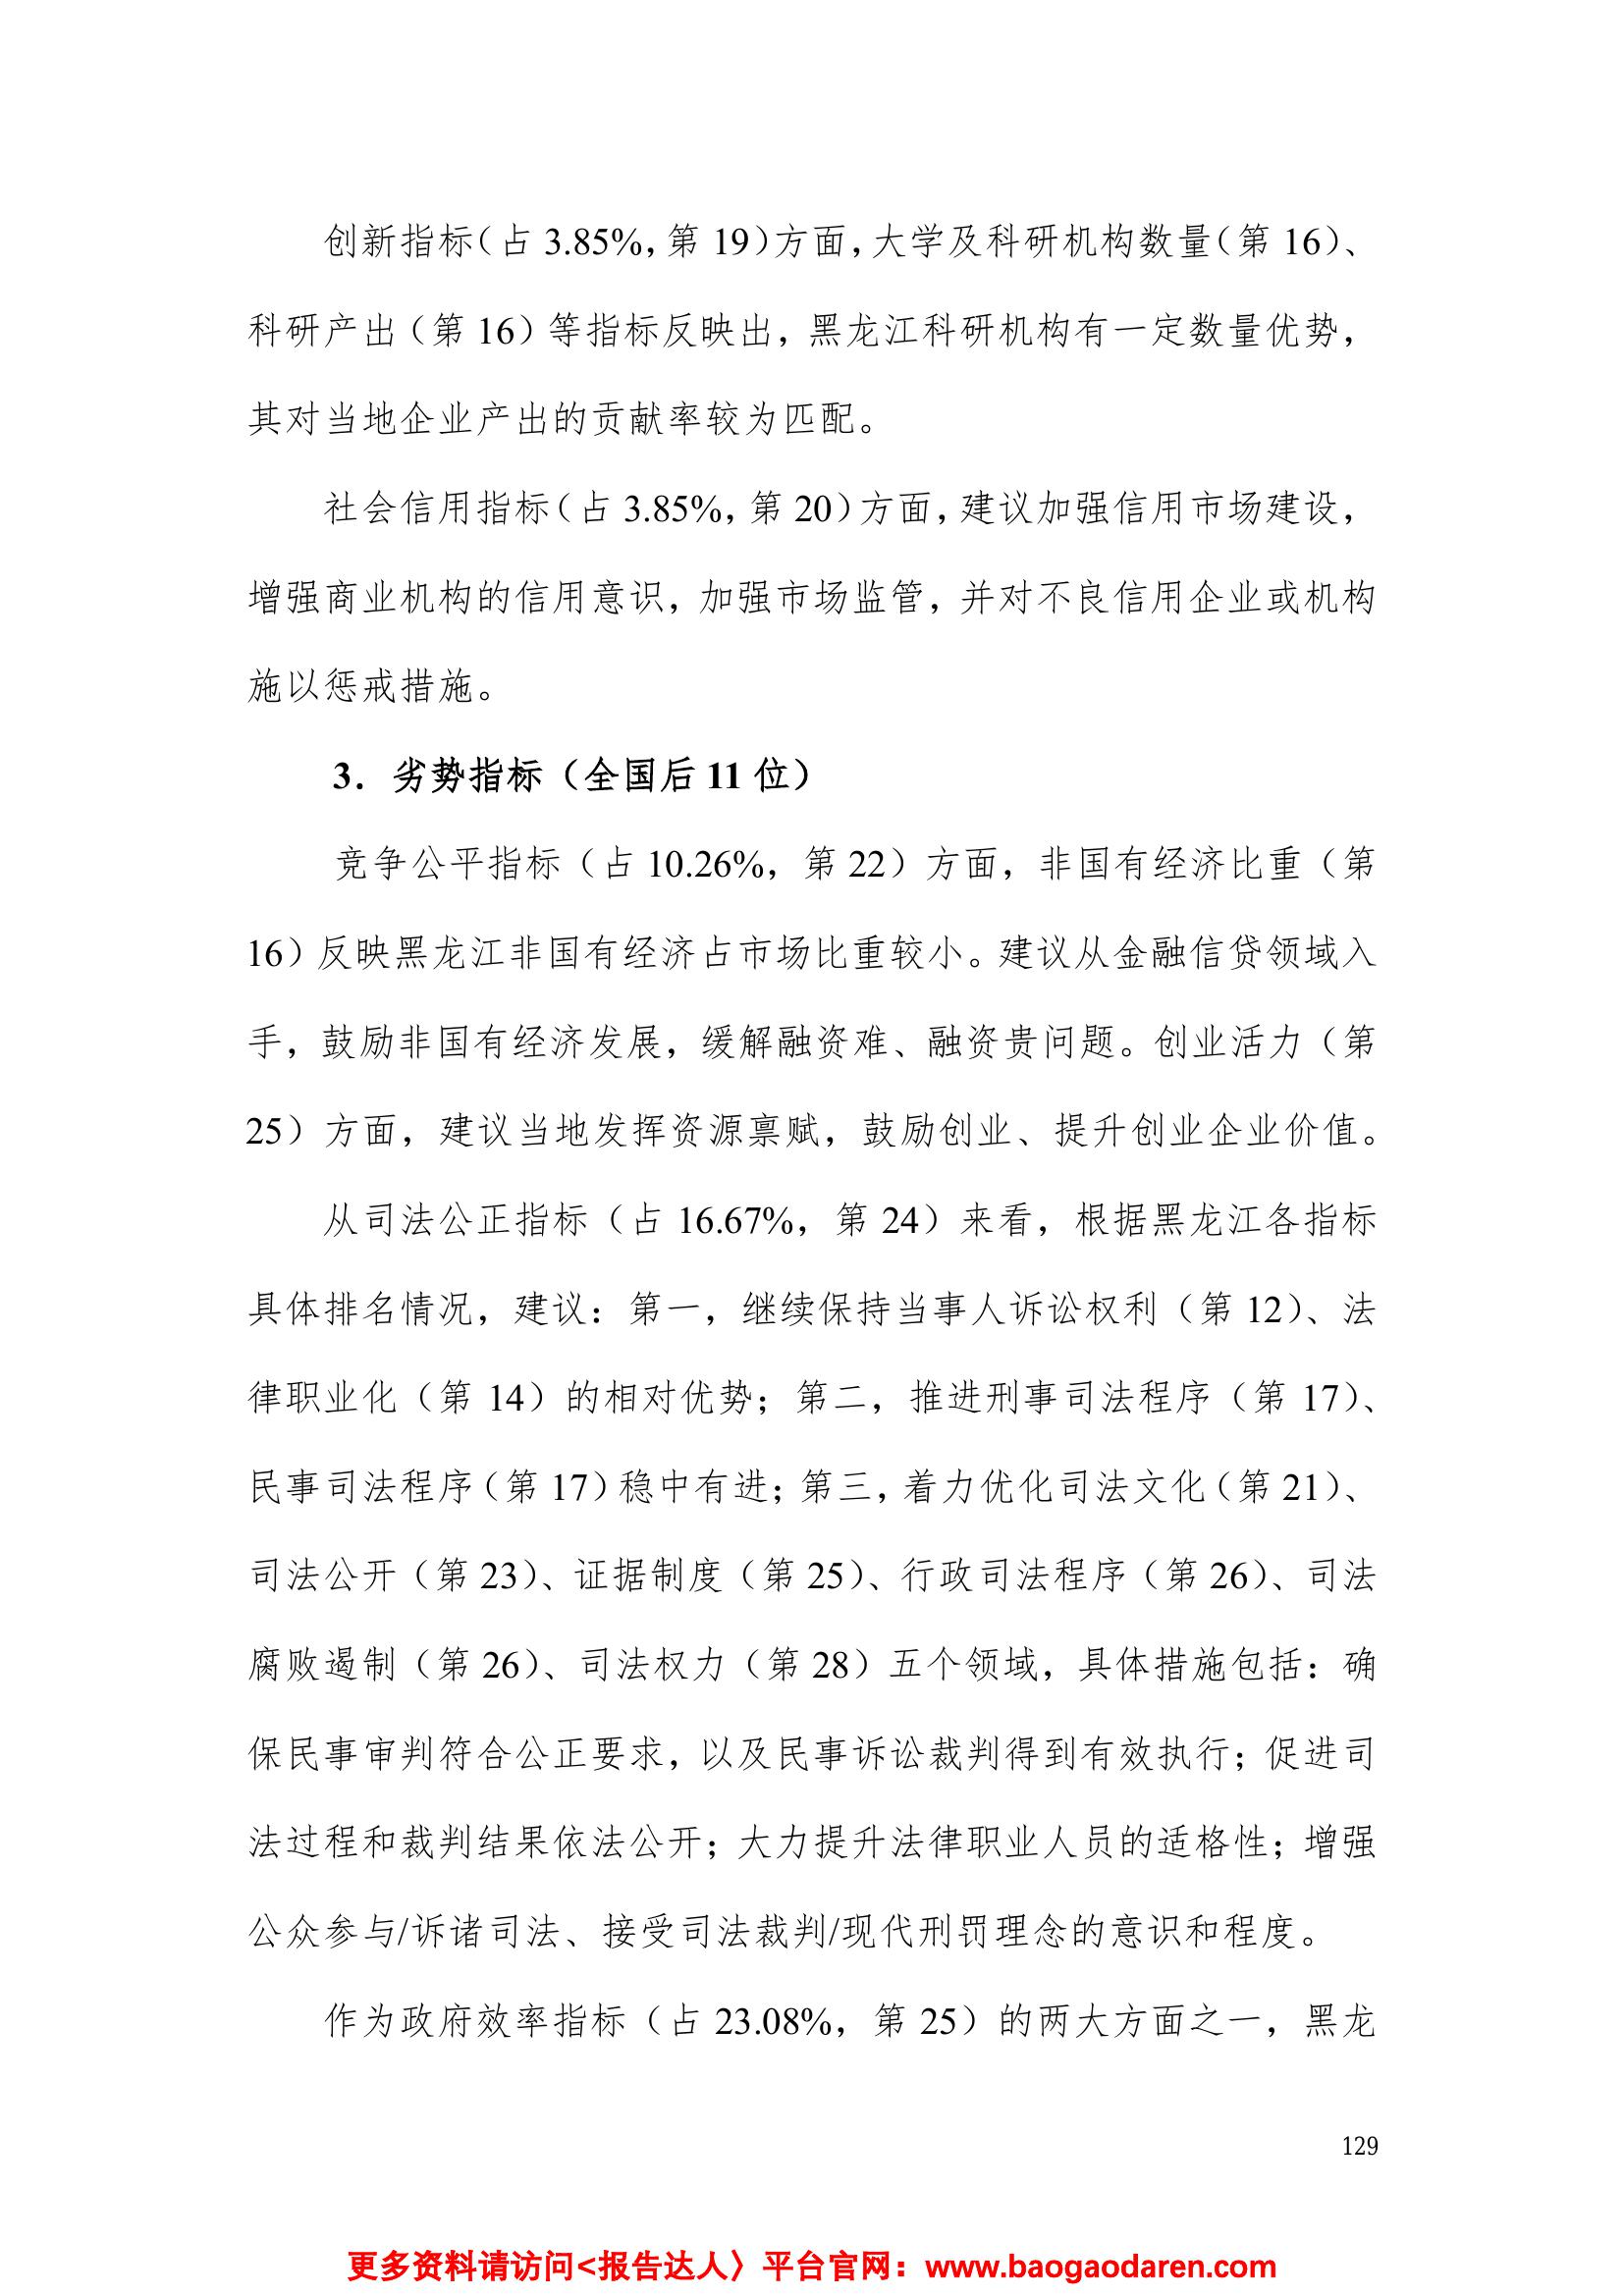 创新指标（占 3.85%，第 19）方面，大学及科研机构数量（第 16）、
科研产出（第 16）等指标反映出，黑龙江科研机构有一定数量优势，
其对当地企业产出的贡献率较为匹配。
社会信用指标（占 3.85%，第 20）方面，建议加强信用市场建设，
增强商业机构的信用意识，加强市场监管，并对不良信用企业或机构
施以惩戒措施。
3．劣势指标（全国后 11 位）
竞争公平指标（占 10.26%，第 22）方面，非国有经济比重（第
16）反映黑龙江非国有经济占市场比重较小。建议从金融信贷领域入
手，鼓励非国有经济发展，缓解融资难、融资贵问题。创业活力（第
25）方面，建议当地发挥资源禀赋，鼓励创业、提升创业企业价值。
从司法公正指标（占 16.67%，第 24）来看，根据黑龙江各指标
具体排名情况，建议：第一，继续保持当事人诉讼权利（第 12）、法
律职业化（第 14）的相对优势；第二，推进刑事司法程序（第 17）、
民事司法程序（第 17）稳中有进；第三，着力优化司法文化（第 21）、
司法公开（第 23）、证据制度（第 25）、行政司法程序（第 26）、司法
腐败遏制（第 26）、司法权力（第 28）五个领域，具体措施包括：确
保民事审判符合公正要求，以及民事诉讼裁判得到有效执行；促进司
法过程和裁判结果依法公开；大力提升法律职业人员的适格性；增强
公众参与/诉诸司法、接受司法裁判/现代刑罚理念的意识和程度。
作为政府效率指标（占 23.08%，第 25）的两大方面之一，黑龙
129
更多资料请访问<报告达人〉平台官网：www.baogaodaren.com